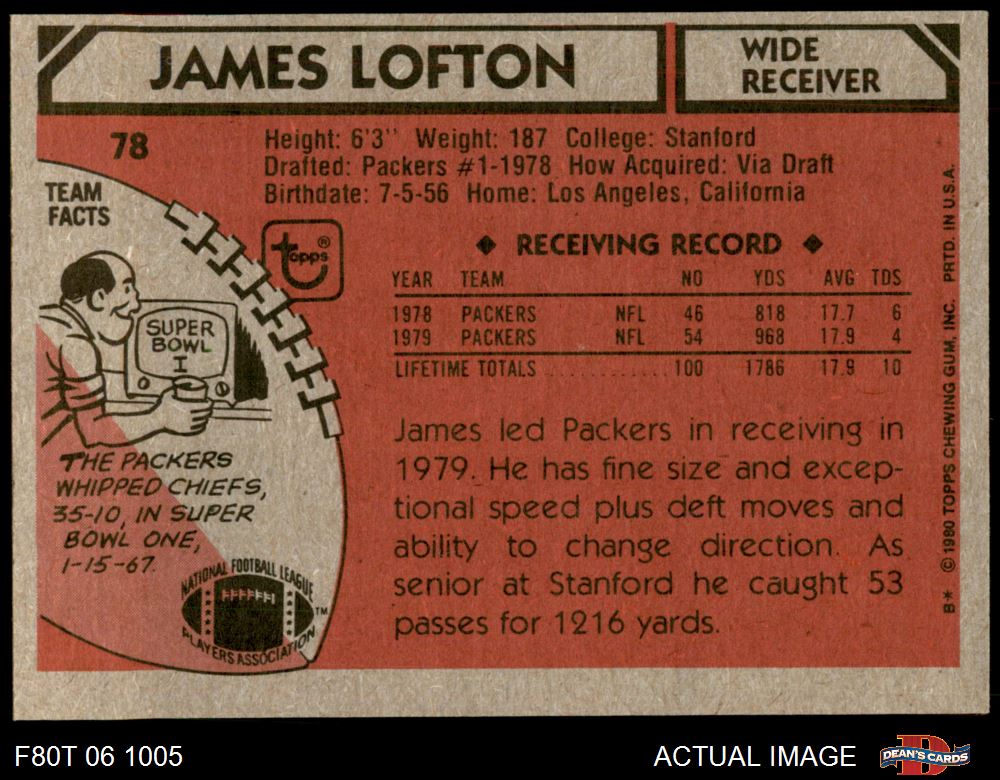 JAMES LOFTON
WIDE
RECEIVER
78
Height: 6'3" Weight: 187 College: Stanford
Drafted: Packers #1-1978 How Acquired: Via Draft
Birthdate: 7-5-56 Home: Los Angeles, California
TEAM
FACTS
topps®
SUPER
BOWL
I
THE PACKERS
WHIPPED CHIEFS,
35-10, IN SUPER
BOWL ONE,
1-15-67.
NATIONAL FOOTBALL LEAGUE
PLAYERS ASSOCIATION
TM
◆ RECEIVING RECORD ◆
YEAR TEAM NO YDS AVG TDS
1978 PACKERS NFL 46 818 17.7 6
1979 PACKERS NFL 54 968 17.9 4
LIFETIME TOTALS ............ 100 1786 17.9 10
James led Packers in receiving in
1979. He has fine size and excep-
tional speed plus deft moves and
ability to change direction. As
senior at Stanford he caught 53
passes for 1216 yards.
B* © 1980 TOPPS CHEWING GUM, INC. PRTD. IN U.S.A.
F80T 06 1005
ACTUAL IMAGE
D
DEAN'S CARDS